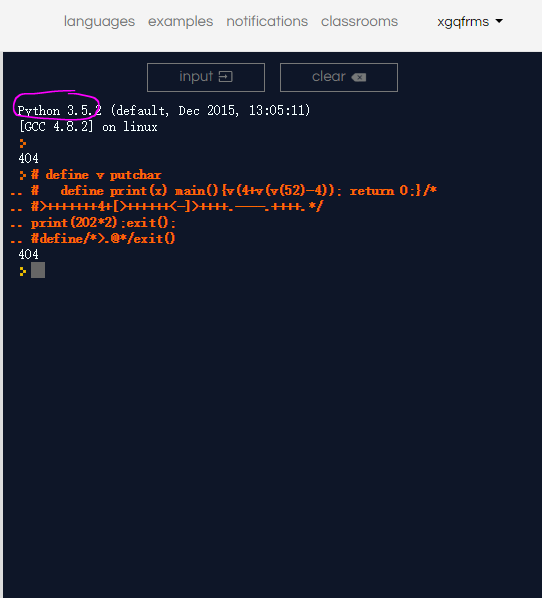 languages examples notifications classrooms xgqfrms
input clear
Python 3.5.2 (default, Dec 2015, 13:05:11)
[GCC 4.8.2] on linux
404
# define v putchar
.. #   define print(x) main(){v(4+v(v(52)-4)); return 0;}/*
.. #>+++++++4+[>++++++<-]>++++.----.++++.*/
.. print(202*2);exit();
.. #define/*>.@*/exit()
404